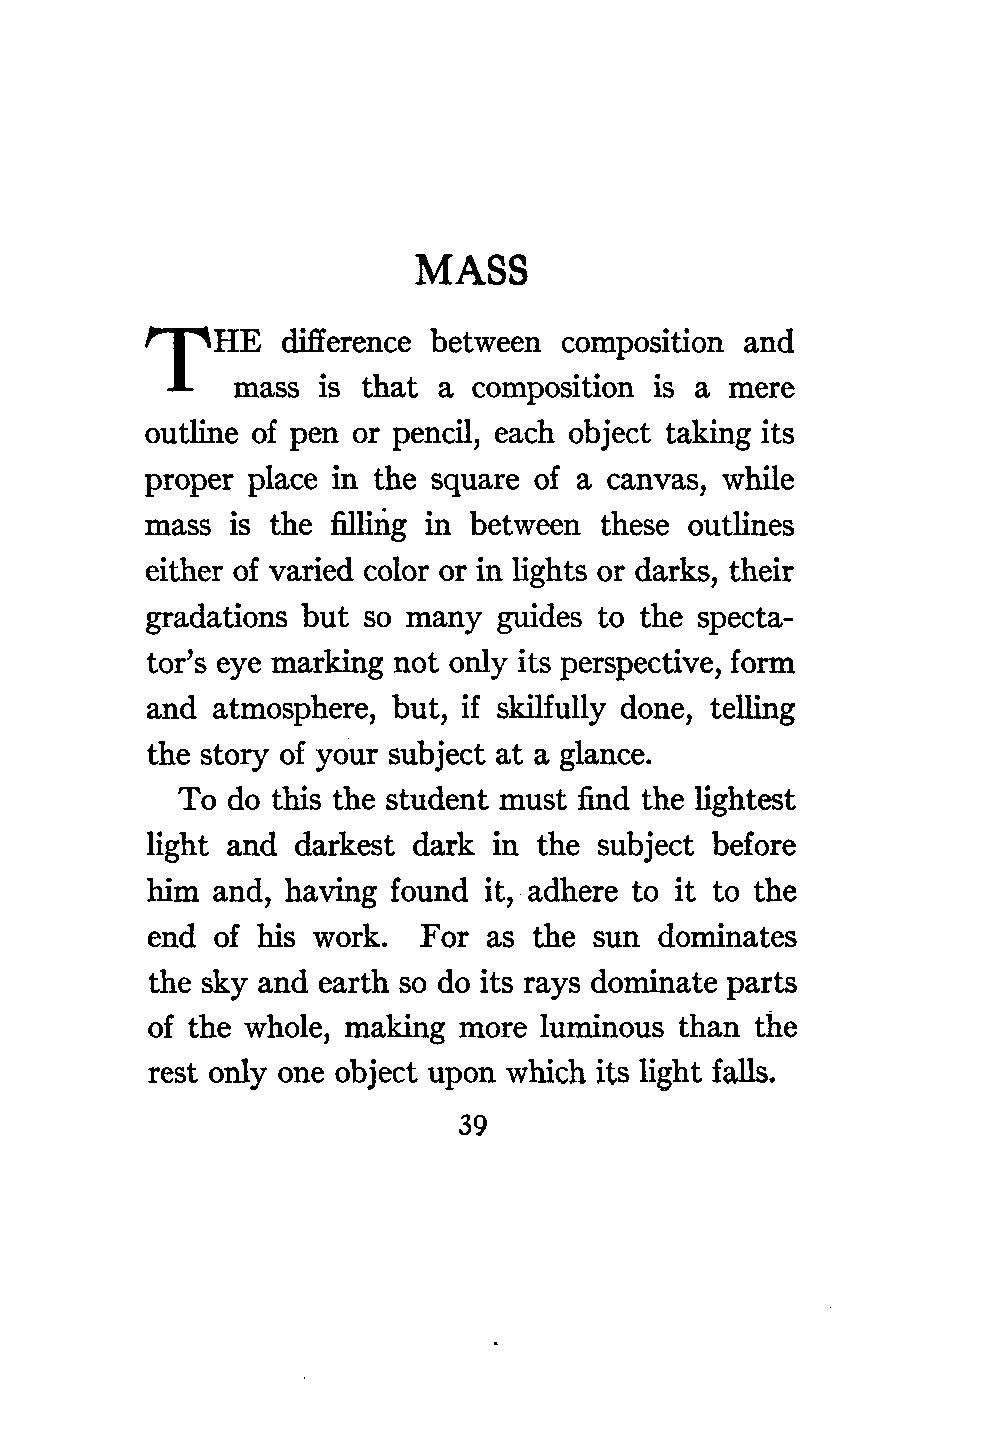 MASS
THE difference between composition and
mass is that a composition is a mere
outline of pen or pencil, each object taking its
proper place in the square of a canvas, while
mass is the filling in between these outlines
either of varied color or in lights or darks, their
gradations but so many guides to the specta-
tor's eye marking not only its perspective, form
and atmosphere, but, if skilfully done, telling
the story of your subject at a glance.
To do this the student must find the lightest
light and darkest dark in the subject before
him and, having found it, adhere to it to the
end of his work. For as the sun dominates
the sky and earth so do its rays dominate parts
of the whole, making more luminous than the
rest only one object upon which its light falls.
39